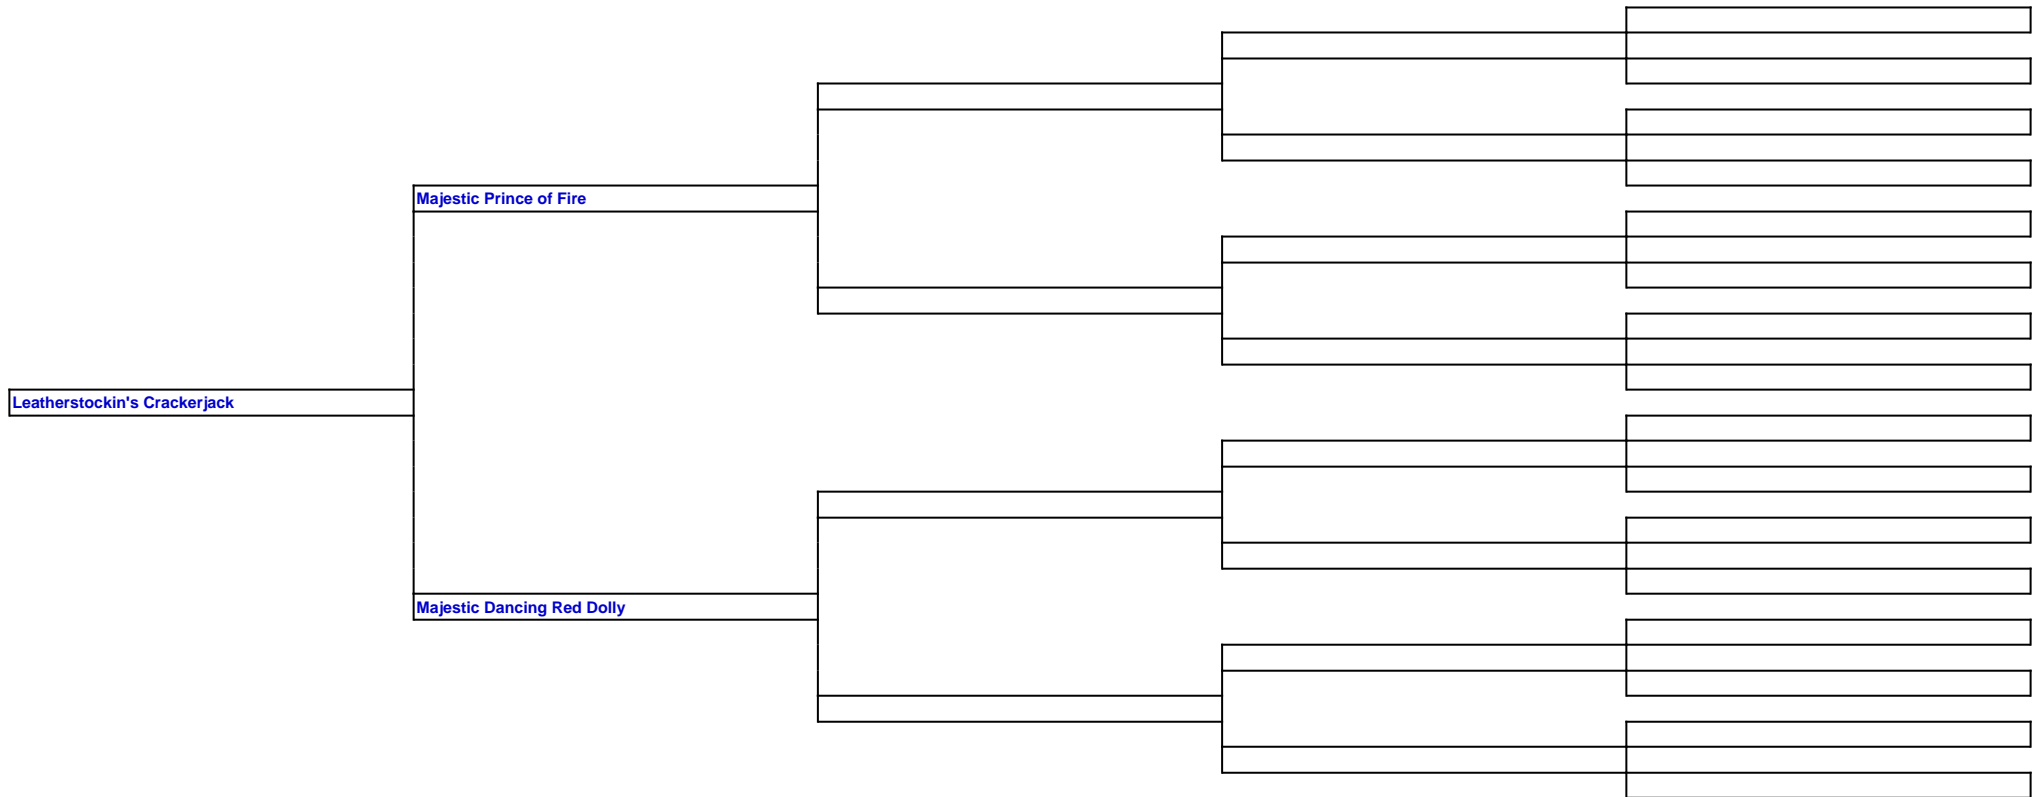 Majestic Prince of Fire
Leatherstockin's Crackerjack
Majestic Dancing Red Dolly